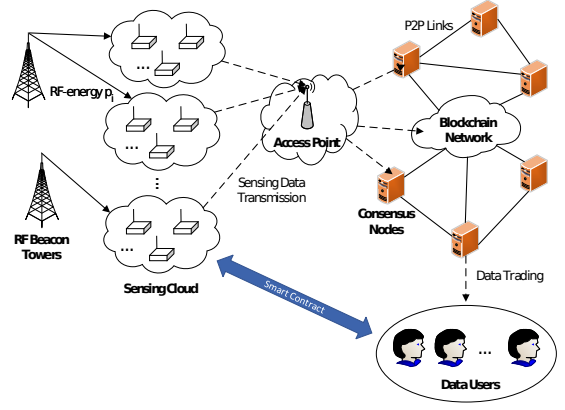 P2P Links
RF-energy pᵢ
...
...
Access Point
Blockchain
Network
Sensing Data
Transmission
Consensus
Nodes
RF Beacon
Towers
...
...
Sensing Cloud
Smart Contract
Data Trading
...
Data Users